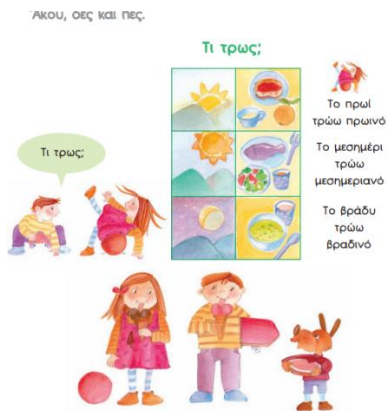 Άκου, δες και πες.
Τι τρως;
Τι τρως;
Το πρωί
τρώω πρωινό
Το μεσημέρι
τρώω
μεσημεριανό
Το βράδυ
τρώω
βραδινό